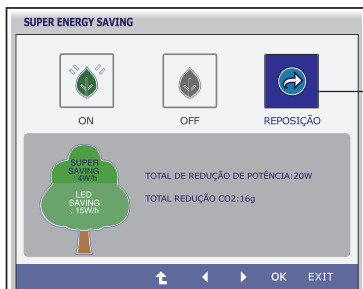 SUPER ENERGY SAVING
ON OFF REPOSIÇÃO
SUPER
SAVING
: 4W/h
LED
SAVING
: 15W/h
TOTAL DE REDUÇÃO DE POTÊNCIA:20W
TOTAL REDUÇÃO CO2:16g
OK EXIT